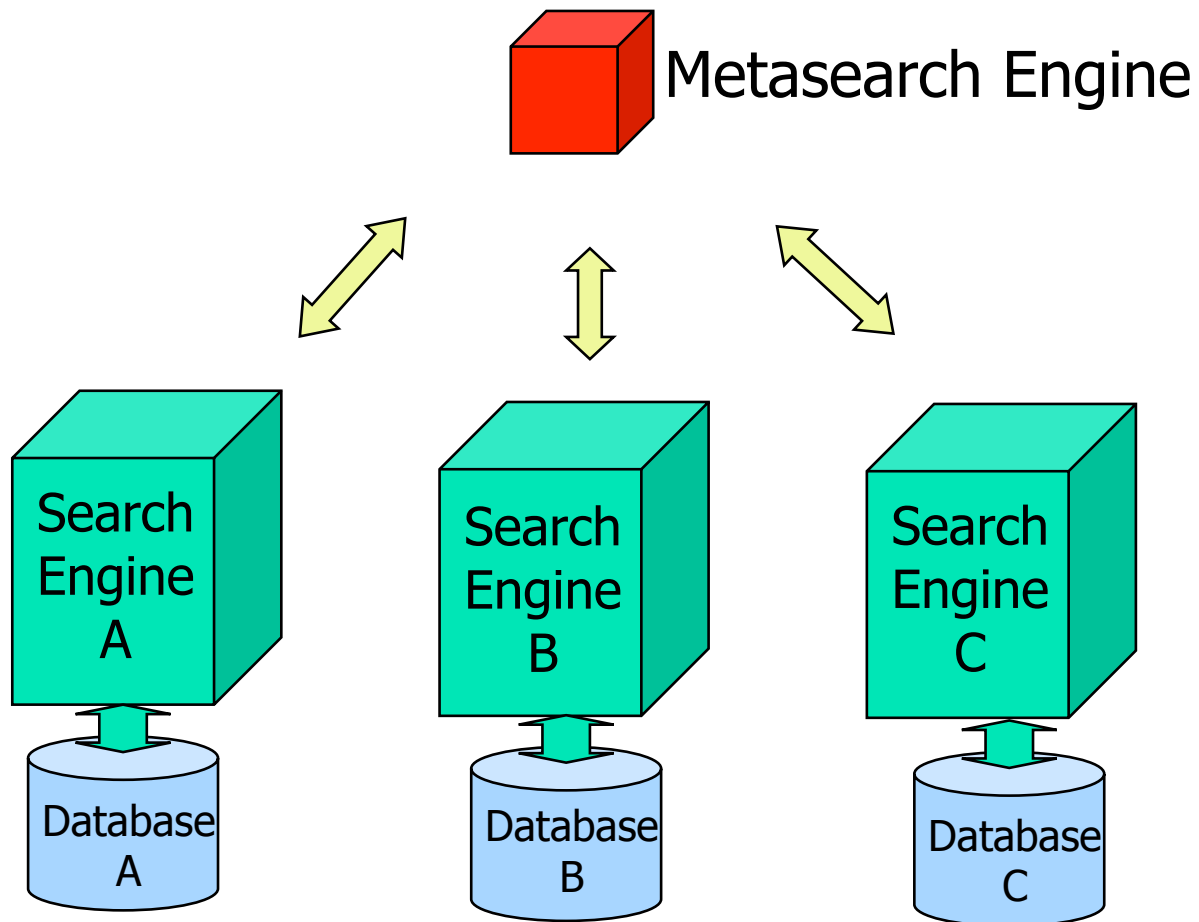 Metasearch Engine
Search
Engine
A
Search
Engine
B
Search
Engine
C
Database
A
Database
B
Database
C